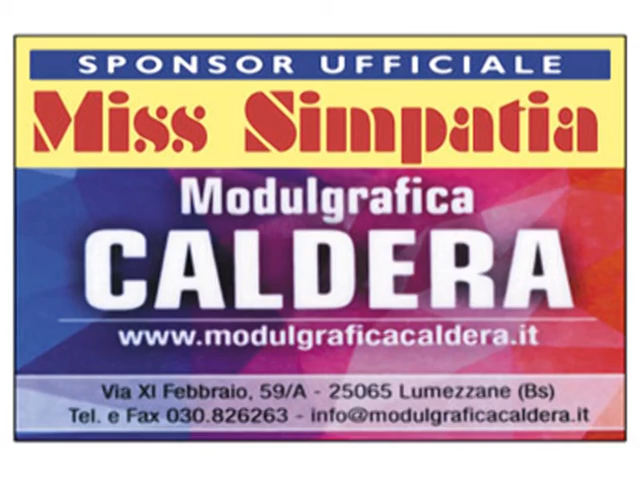 SPONSOR UFFICIALE
Miss Simpatia
Modulgrafica
CALDERA
www.modulgraficacaldera.it
Via XI Febbraio, 59/A - 25065 Lumezzane (Bs)
Tel. e Fax 030.826263 - info@modulgraficacaldera.it